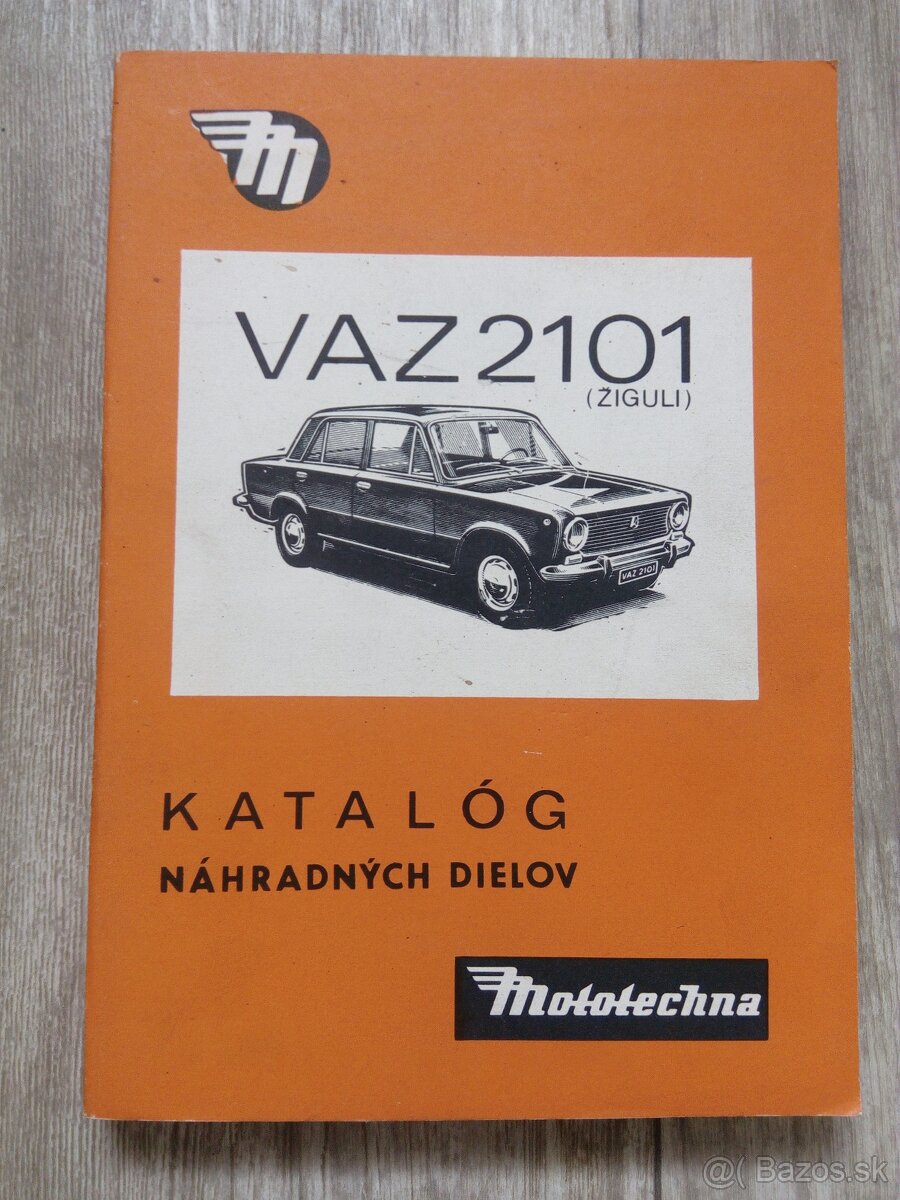 M
VAZ 2101
(ŽIGULI)
VAZ 2101
KATALÓG
NÁHRADNÝCH DIELOV
Mototechna
@( Bazos.sk